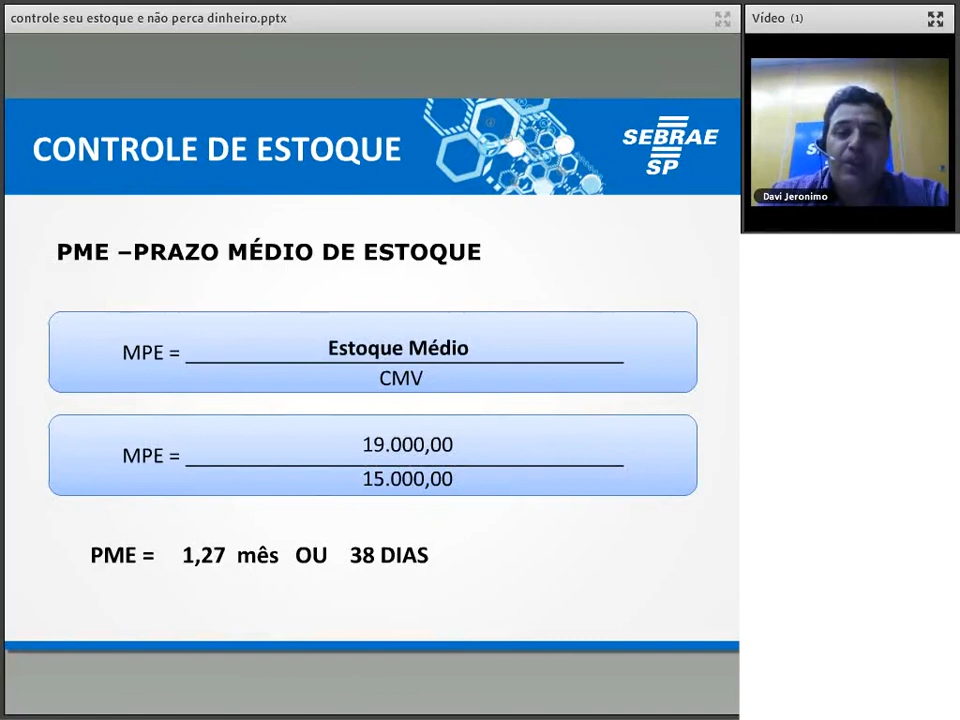 controle seu estoque e não perca dinheiro.pptx
Vídeo (1)
CONTROLE DE ESTOQUE
SEBRAE
SP
Davi Jeronimo
PME –PRAZO MÉDIO DE ESTOQUE
MPE = Estoque Médio
CMV
MPE = 19.000,00
15.000,00
PME = 1,27 mês OU 38 DIAS